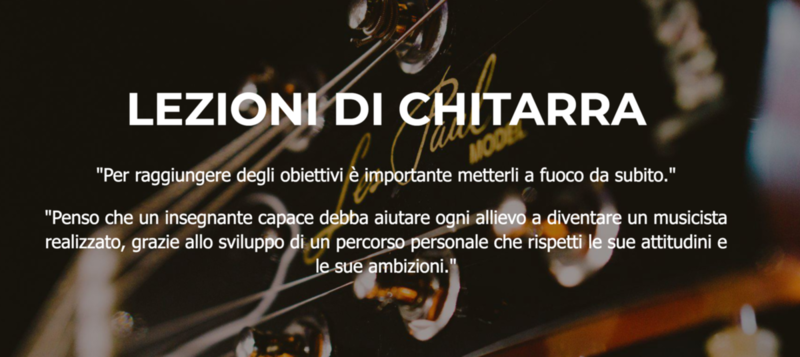 LEZIONI DI CHITARRA
"Per raggiungere degli obiettivi è importante metterli a fuoco da subito."
"Penso che un insegnante capace debba aiutare ogni allievo a diventare un musicista
realizzato, grazie allo sviluppo di un percorso personale che rispetti le sue attitudini e
le sue ambizioni."
Les Paul
MODEL